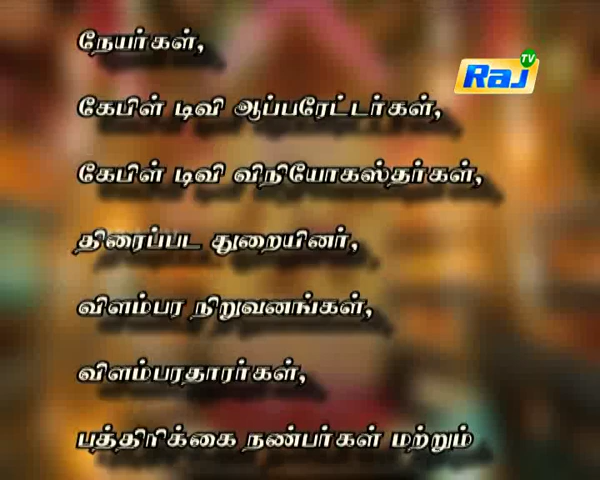 நேயர்கள்,
Raj TV
கேபிள் டிவி ஆப்பரேட்டர்கள்,
கேபிள் டிவி விநியோகஸ்தர்கள்,
திரைப்பட துறையினர்,
விளம்பர நிறுவனங்கள்,
விளம்பரதாரர்கள்,
பத்திரிக்கை நண்பர்கள் மற்றும்